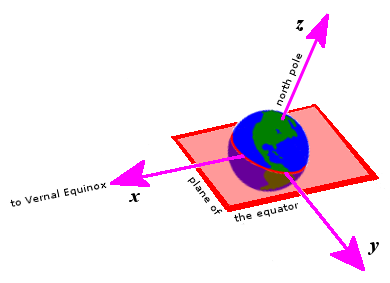 z
north pole
to Vernal Equinox
x
plane of
the equator
y